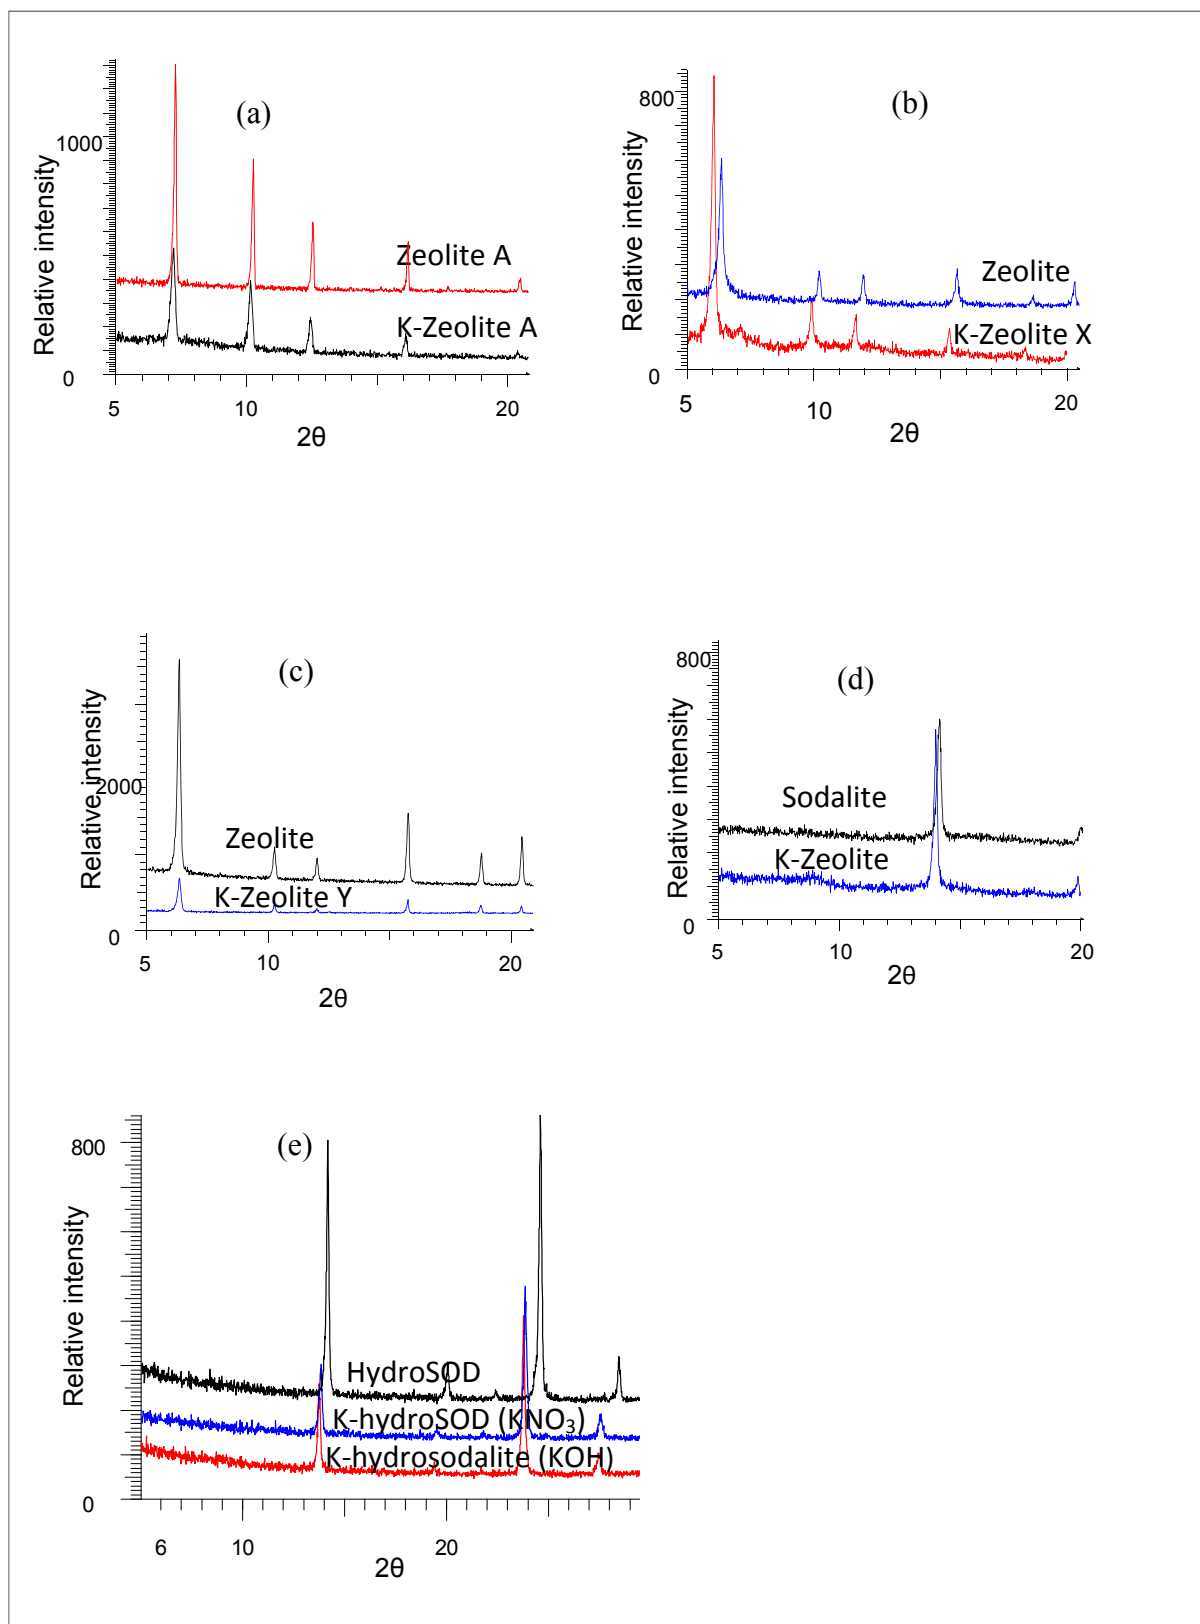 (a)
Relative intensity
1000
0
Zeolite A
K-Zeolite A
5 10 20
2θ
(b)
Relative intensity
800
0
Zeolite
K-Zeolite X
5 10 20
2θ
(c)
Relative intensity
2000
0
Zeolite
K-Zeolite Y
5 10 20
2θ
(d)
Relative intensity
800
0
Sodalite
K-Zeolite
5 10 20
2θ
(e)
Relative intensity
800
0
HydroSOD
K-hydroSOD (KNO₃)
K-hydrosodalite (KOH)
6 10 20
2θ